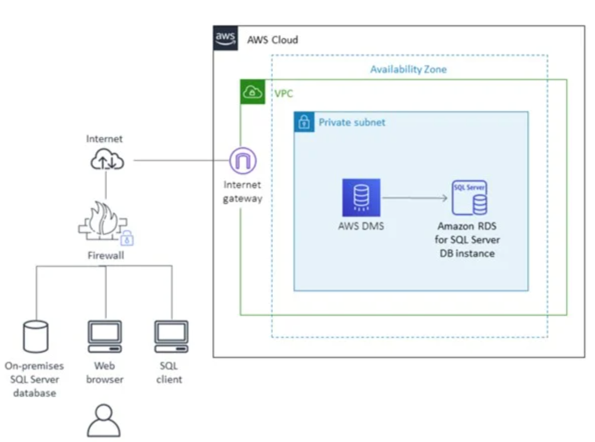 aws
AWS Cloud
Availability Zone
VPC
Private subnet
Internet
Internet
gateway
SQL Server
AWS DMS
Amazon RDS
for SQL Server
DB instance
Firewall
On-premises
SQL Server
database
Web
browser
SQL
client